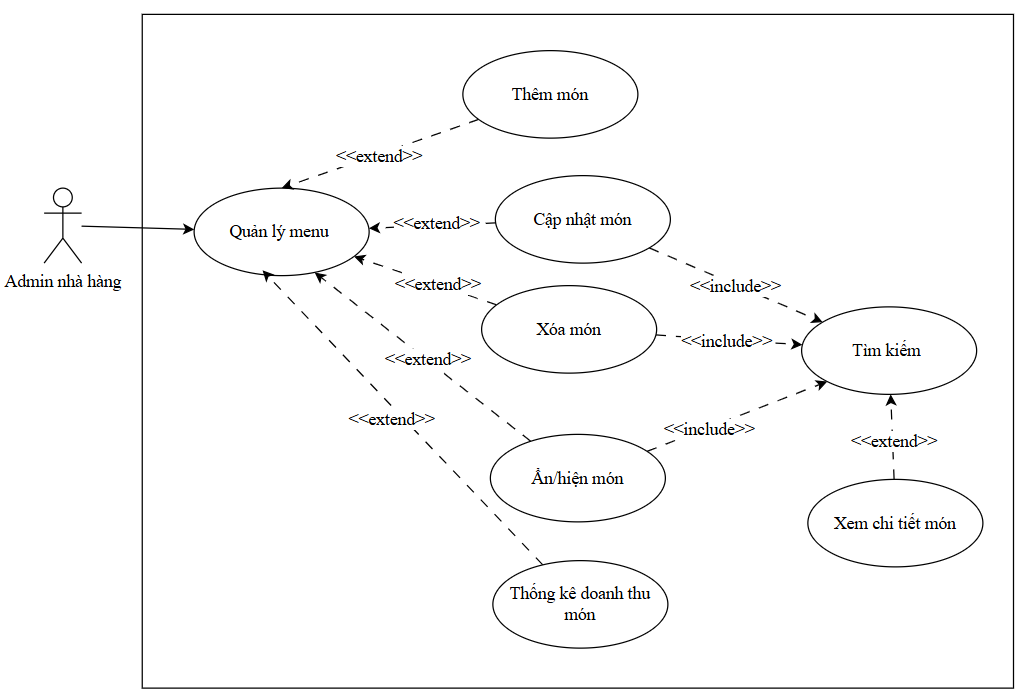 Thêm món
<<extend>>
Admin nhà hàng
Quản lý menu
<<extend>>
Cập nhật món
<<extend>>
Xóa món
<<include>>
<<include>>
Tìm kiếm
<<extend>>
<<extend>>
Ẩn/hiện món
<<include>>
<<extend>>
Xem chi tiết món
Thống kê doanh thu
món